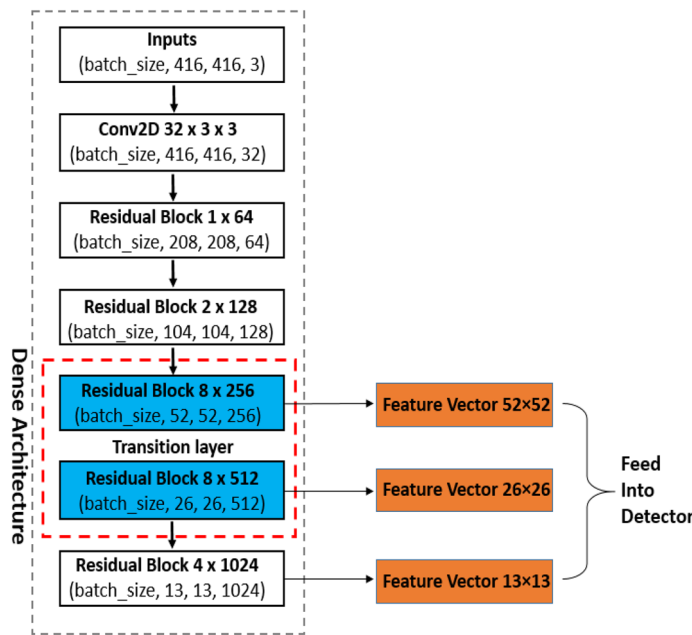 Inputs
(batch_size, 416, 416, 3)
Conv2D 32 x 3 x 3
(batch_size, 416, 416, 32)
Residual Block 1 x 64
(batch_size, 208, 208, 64)
Residual Block 2 x 128
(batch_size, 104, 104, 128)
Dense Architecture
Residual Block 8 x 256
(batch_size, 52, 52, 256)
Transition layer
Residual Block 8 x 512
(batch_size, 26, 26, 512)
Residual Block 4 x 1024
(batch_size, 13, 13, 1024)
Feature Vector 52×52
Feature Vector 26×26
Feature Vector 13×13
Feed
Into
Detector